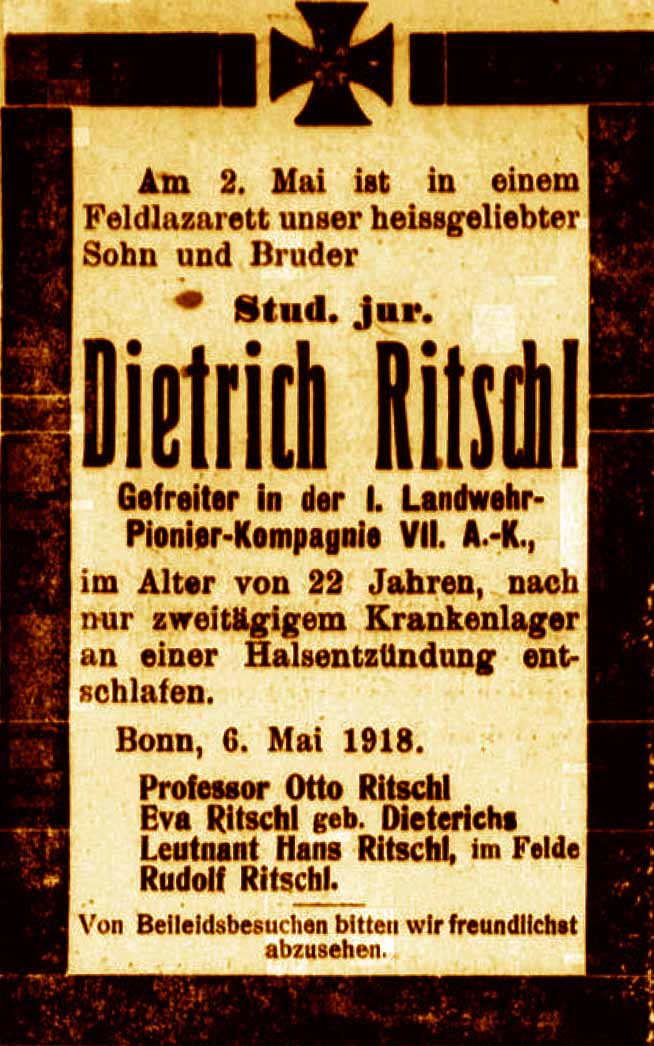 Am 2. Mai ist in einem
Feldlazarett unser heissgeliebter
Sohn und Bruder
Stud. jur.
Dietrich Ritschl
Gefreiter in der I. Landwehr-
Pionier-Kompagnie VII. A.-K.,
im Alter von 22 Jahren, nach
nur zweitägigem Krankenlager
an einer Halsentzündung ent-
schlafen.
Bonn, 6. Mai 1918.
Professor Otto Ritschl
Eva Ritschl geb. Dieterichs
Leutnant Hans Ritschl, im Felde
Rudolf Ritschl.
Von Beileidsbesuchen bitten wir freundlichst
abzusehen.